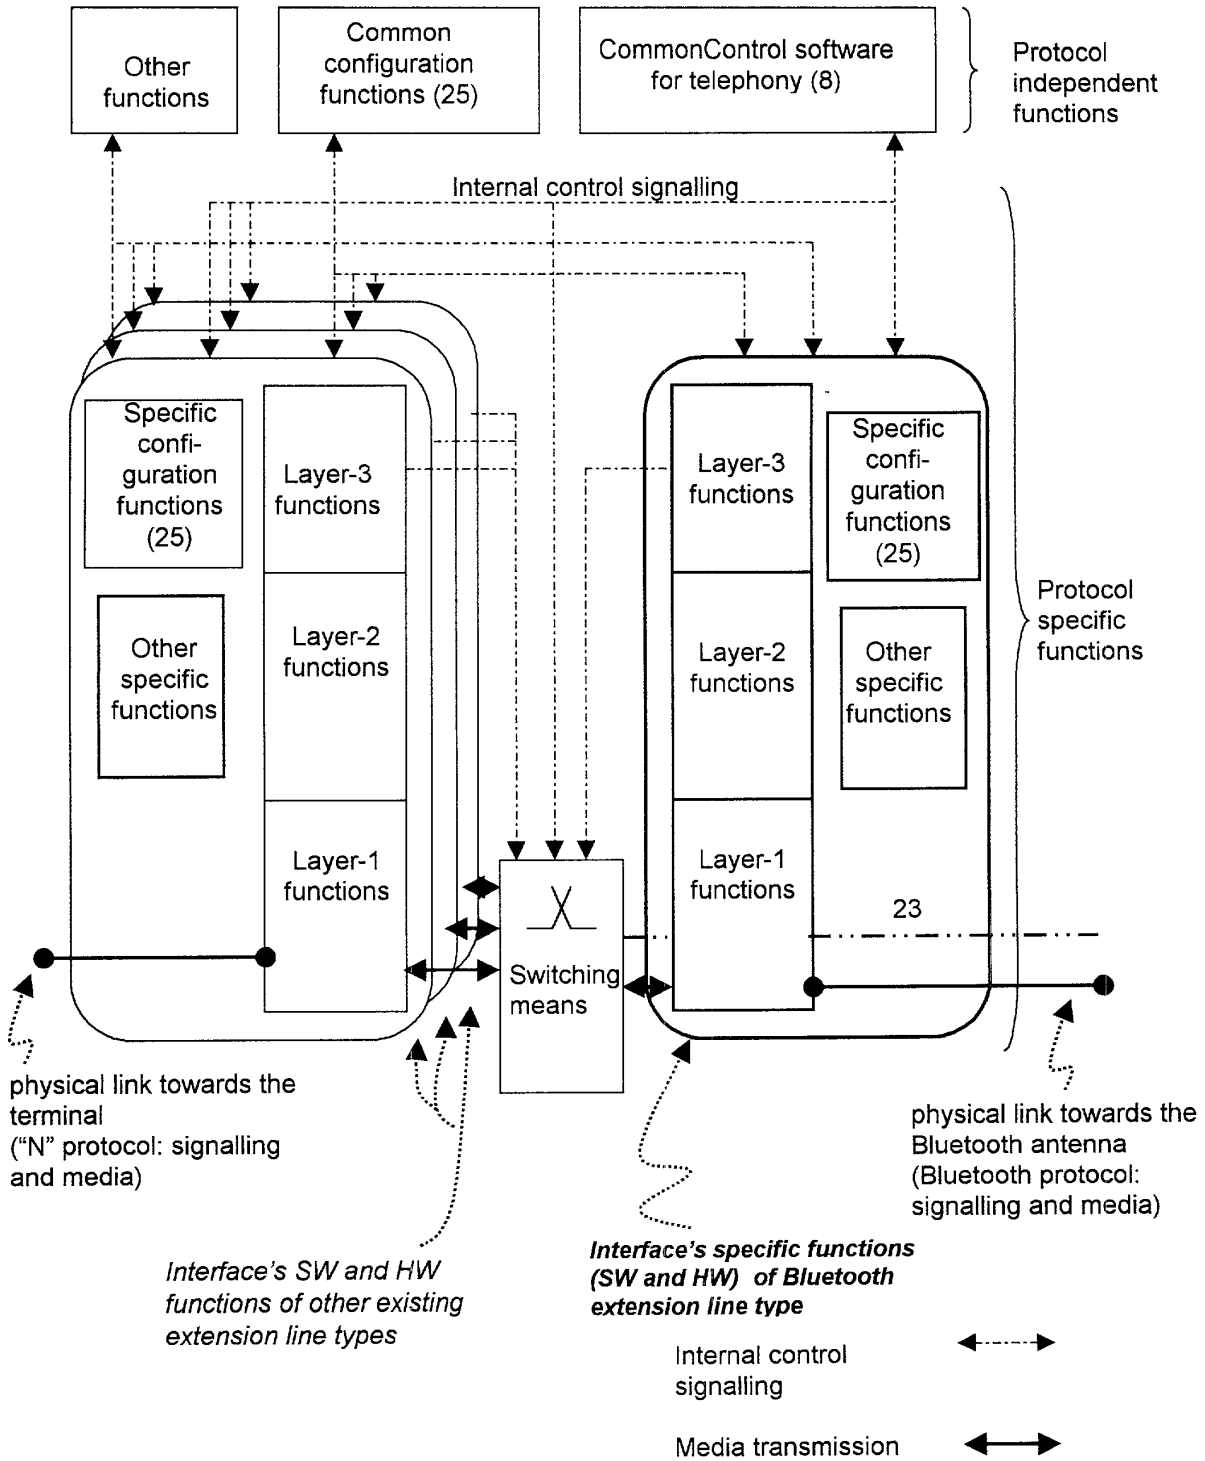 Other
functions
Common
configuration
functions (25)
CommonControl software
for telephony (8)
Protocol
independent
functions
Internal control signalling
Specific
confi-
guration
functions
(25)
Layer-3
functions
Other
specific
functions
Layer-2
functions
Layer-1
functions
Layer-3
functions
Specific
confi-
guration
functions
(25)
Layer-2
functions
Other
specific
functions
Layer-1
functions
23
Protocol
specific
functions
Switching
means
physical link towards the
terminal
(“N” protocol: signalling
and media)
physical link towards the
Bluetooth antenna
(Bluetooth protocol:
signalling and media)
Interface's SW and HW
functions of other existing
extension line types
Interface's specific functions
(SW and HW) of Bluetooth
extension line type
Internal control
signalling
Media transmission